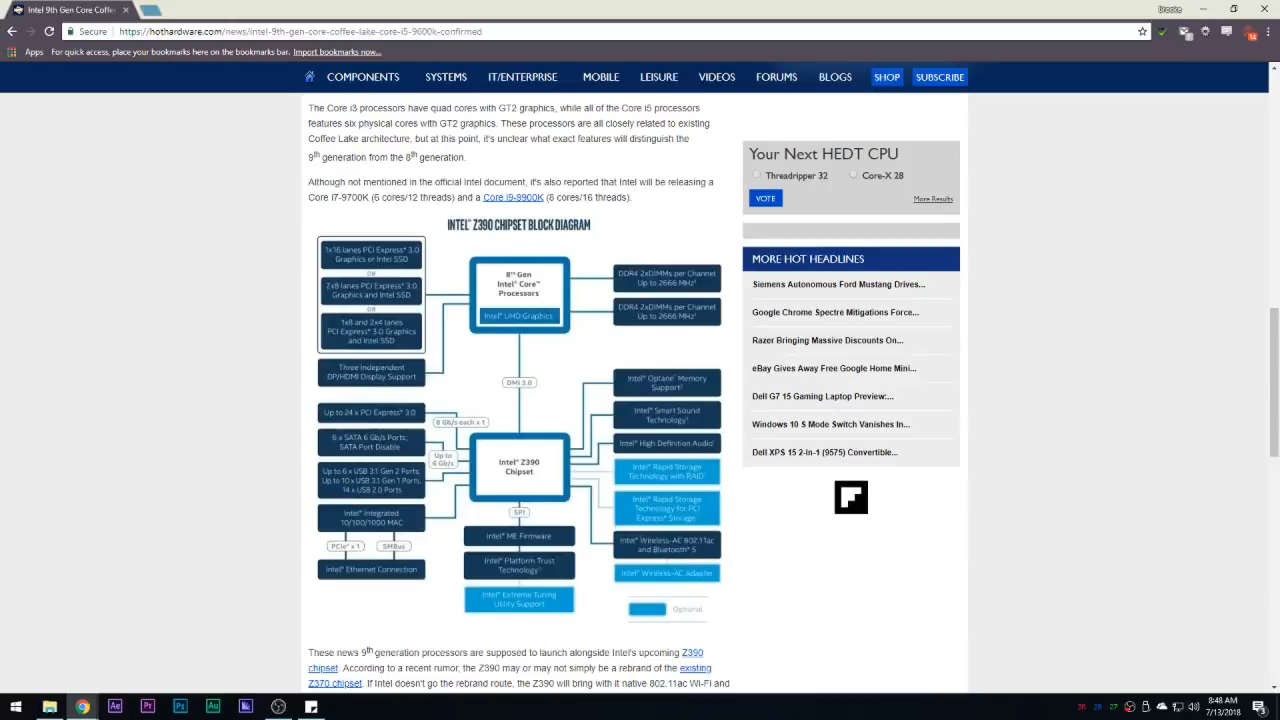 Intel 9th Gen Core Coffe
Secure
https://hothardware.com/news/intel-9th-gen-core-coffee-lake-core-i5-9600k-confirmed
Apps For quick access, place your bookmarks here on the bookmarks bar. Import bookmarks now...
COMPONENTS SYSTEMS IT/ENTERPRISE MOBILE LEISURE VIDEOS FORUMS BLOGS SHOP SUBSCRIBE
The Core i3 processors have quad cores with GT2 graphics, while all of the Core i5 processors
features six physical cores with GT2 graphics. These processors are all closely related to existing
Coffee Lake architecture, but at this point, it's unclear what exact features will distinguish the
9th generation from the 8th generation.
Although not mentioned in the official Intel document, it's also reported that Intel will be releasing a
Core i7-9700K (6 cores/12 threads) and a Core i9-9900K (8 cores/16 threads).
INTEL® Z390 CHIPSET BLOCK DIAGRAM
1x16 lanes PCI Express* 3.0
Graphics or Intel SSD
OR
2x8 lanes PCI Express* 3.0
Graphics and Intel SSD
OR
1x8 and 2x4 lanes
PCI Express* 3.0 Graphics
and Intel SSD
Three Independent
DP/HDMI Display Support
8th Gen
Intel® Core™
Processors
Intel® UHD Graphics
DDR4 2xDIMMs per Channel
Up to 2666 MHz¹
DDR4 2xDIMMs per Channel
Up to 2666 MHz¹
DMI 3.0
Up to 24 x PCI Express* 3.0
8 Gb/s each x 1
6 x SATA 6 Gb/s Ports;
SATA Port Disable
Up to
6 Gb/s
Up to 6 x USB 3.1 Gen 2 Ports;
Up to 10 x USB 3.1 Gen 1 Ports;
14 x USB 2.0 Ports
Intel® Integrated
10/100/1000 MAC
PCIe* x 1
SMBus
Intel® Ethernet Connection
Intel® Z390
Chipset
SPI
Intel® ME Firmware
Intel® Platform Trust
Technology
Intel® Extreme Tuning
Utility Support
Intel® Optane™ Memory
Support
Intel® Smart Sound
Technology
Intel® High Definition Audio
Intel® Rapid Storage
Technology with RAID
Intel® Rapid Storage
Technology for PCI
Express* Storage
Intel® Wireless-AC 802.11ac
and Bluetooth* 5
Intel® Wireless-AC Adapter
Optional
These news 9th generation processors are supposed to launch alongside Intel's upcoming Z390
chipset. According to a recent rumor, the Z390 may or may not simply be a rebrand of the existing
Z370 chipset. If Intel doesn't go the rebrand route, the Z390 will bring with it native 802.11ac Wi-Fi and
Your Next HEDT CPU
Threadripper 32 Core-X 28
VOTE More Results
MORE HOT HEADLINES
Siemens Autonomous Ford Mustang Drives...
Google Chrome Spectre Mitigations Force...
Razer Bringing Massive Discounts On...
eBay Gives Away Free Google Home Mini...
Dell G7 15 Gaming Laptop Preview:...
Windows 10 S Mode Switch Vanishes In...
Dell XPS 15 2-In-1 (9575) Convertible...
Ae Pr Ps Au
28 27
8:48 AM
7/13/2018